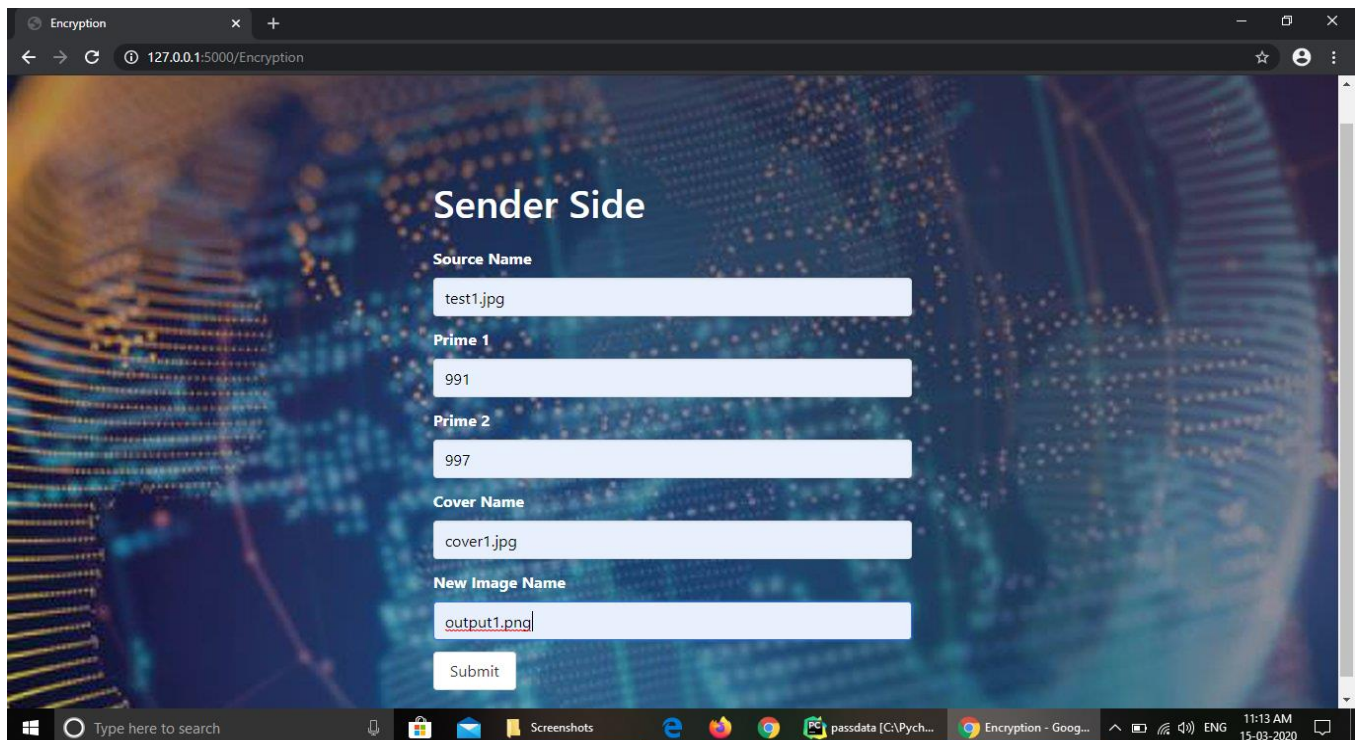 Encryption
127.0.0.1:5000/Encryption
Sender Side
Source Name
test1.jpg
Prime 1
991
Prime 2
997
Cover Name
cover1.jpg
New Image Name
output1.png
Submit
Type here to search
Screenshots
PC
passdata [C:\Pych...
Encryption - Goog...
ENG
11:13 AM
15-03-2020